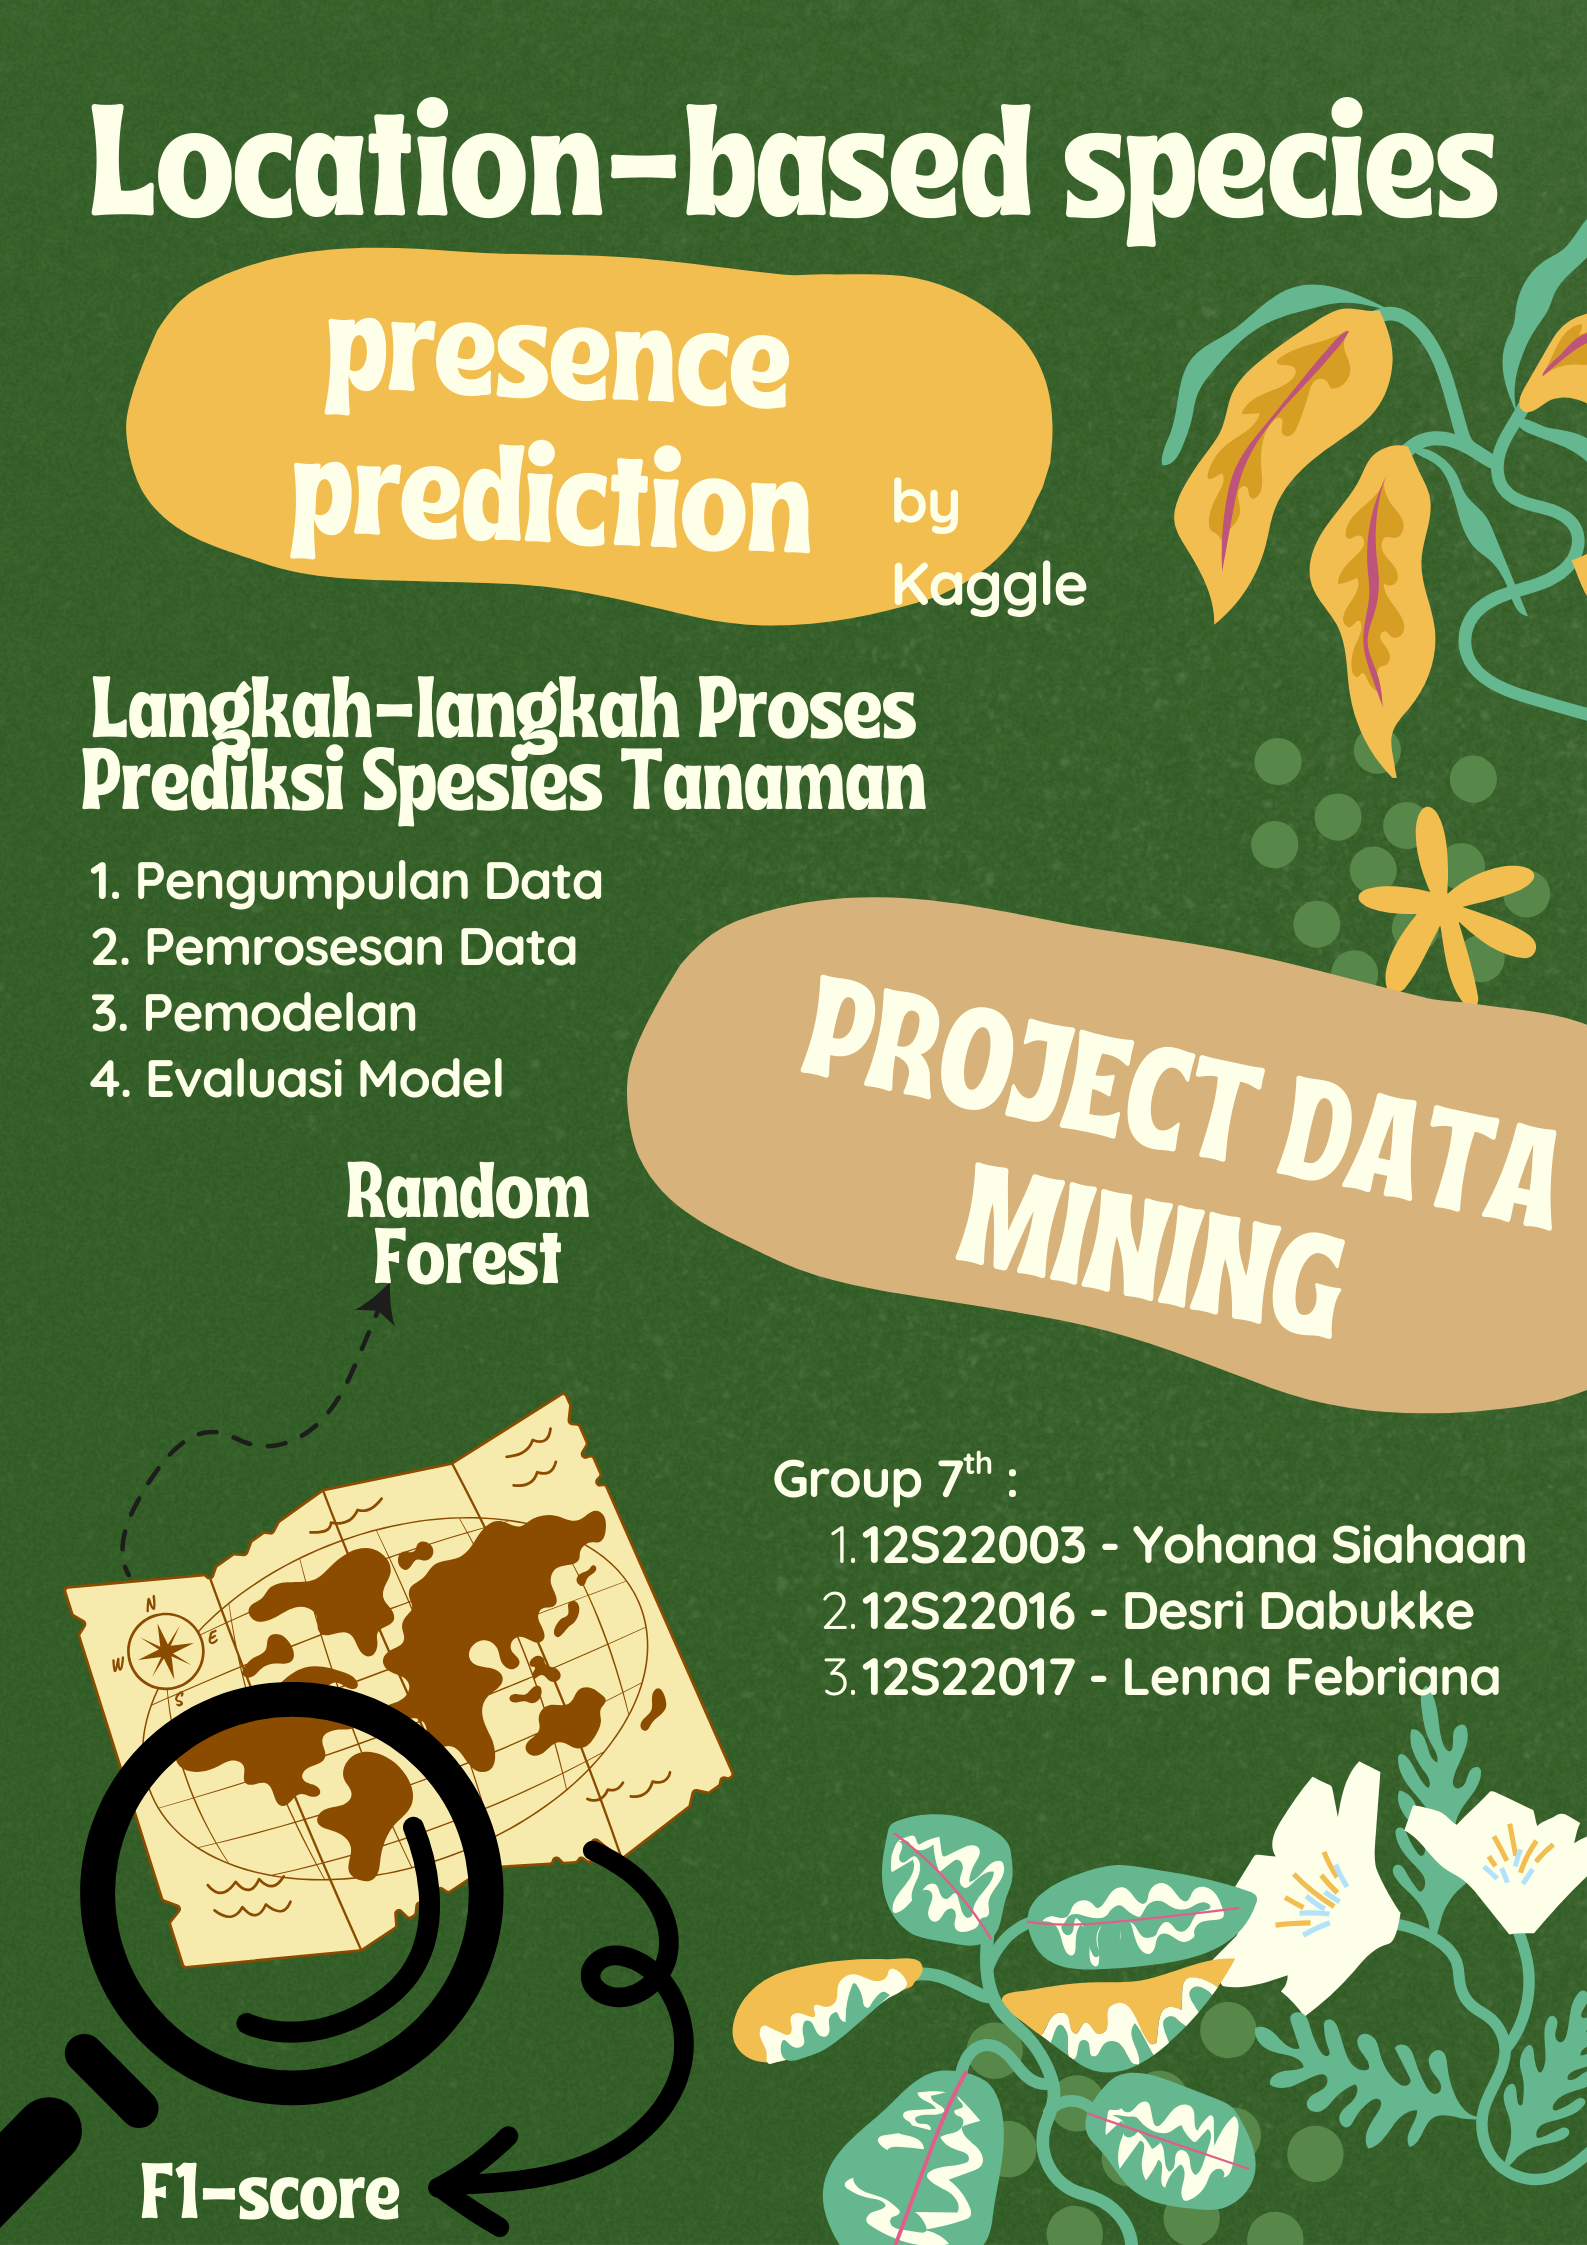 Location-based species
presence
prediction
by
Kaggle
Langkah-langkah Proses
Prediksi Spesies Tanaman
1. Pengumpulan Data
2. Pemrosesan Data
3. Pemodelan
4. Evaluasi Model
PROJECT DATA
MINING
Random
Forest
Group 7th :
1. 12S22003 - Yohana Siahaan
2. 12S22016 - Desri Dabukke
3. 12S22017 - Lenna Febriana
N
E
W
S
F1-score